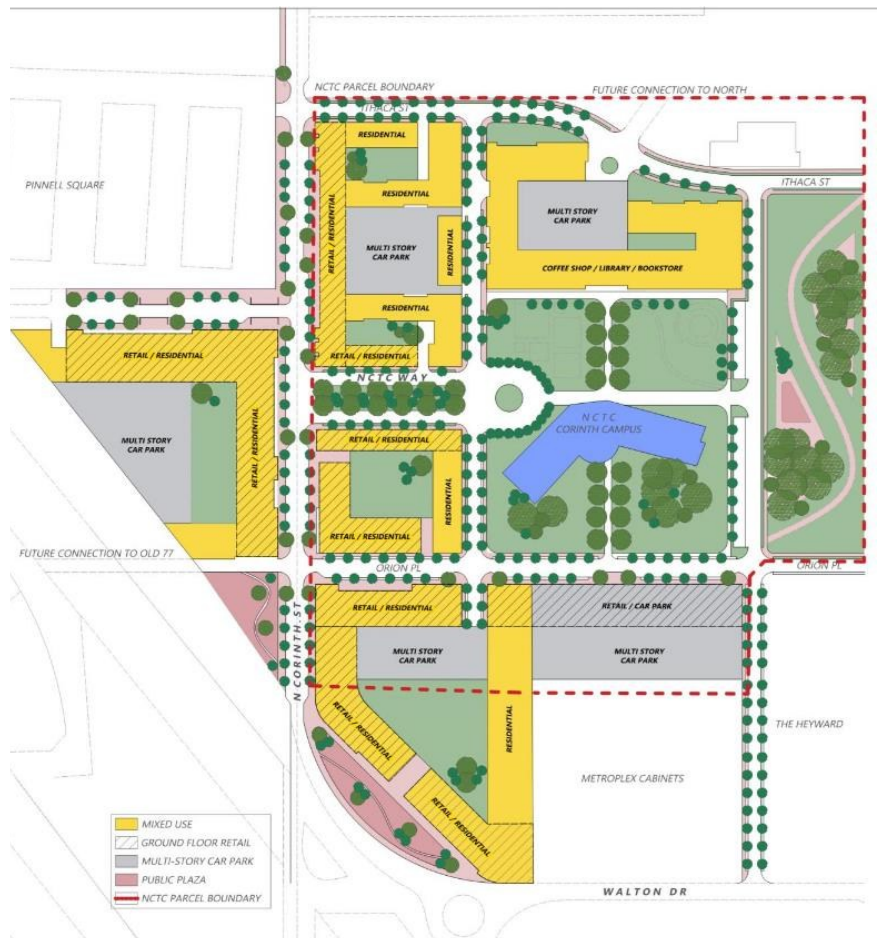 NCTC PARCEL BOUNDARY
FUTURE CONNECTION TO NORTH
ITHACA ST
RESIDENTIAL
PINNELL SQUARE
ITHACA ST
RESIDENTIAL
MULTI STORY
CAR PARK
RETAIL / RESIDENTIAL
MULTI STORY
CAR PARK
RESIDENTIAL
COFFEE SHOP / LIBRARY / BOOKSTORE
RESIDENTIAL
RETAIL / RESIDENTIAL
RETAIL / RESIDENTIAL
NCTC WAY
N C T C
CORINTH CAMPUS
MULTI STORY
CAR PARK
RETAIL / RESIDENTIAL
RETAIL / RESIDENTIAL
RESIDENTIAL
RETAIL / RESIDENTIAL
FUTURE CONNECTION TO OLD 77
ORION PL
ORION PL
RETAIL / RESIDENTIAL
RETAIL / CAR PARK
N CORINTH ST
MULTI STORY
CAR PARK
MULTI STORY
CAR PARK
RETAIL / RESIDENTIAL
RESIDENTIAL
THE HEYWARD
METROPLEX CABINETS
RETAIL / RESIDENTIAL
MIXED USE
GROUND FLOOR RETAIL
MULTI-STORY CAR PARK
PUBLIC PLAZA
NCTC PARCEL BOUNDARY
WALTON DR